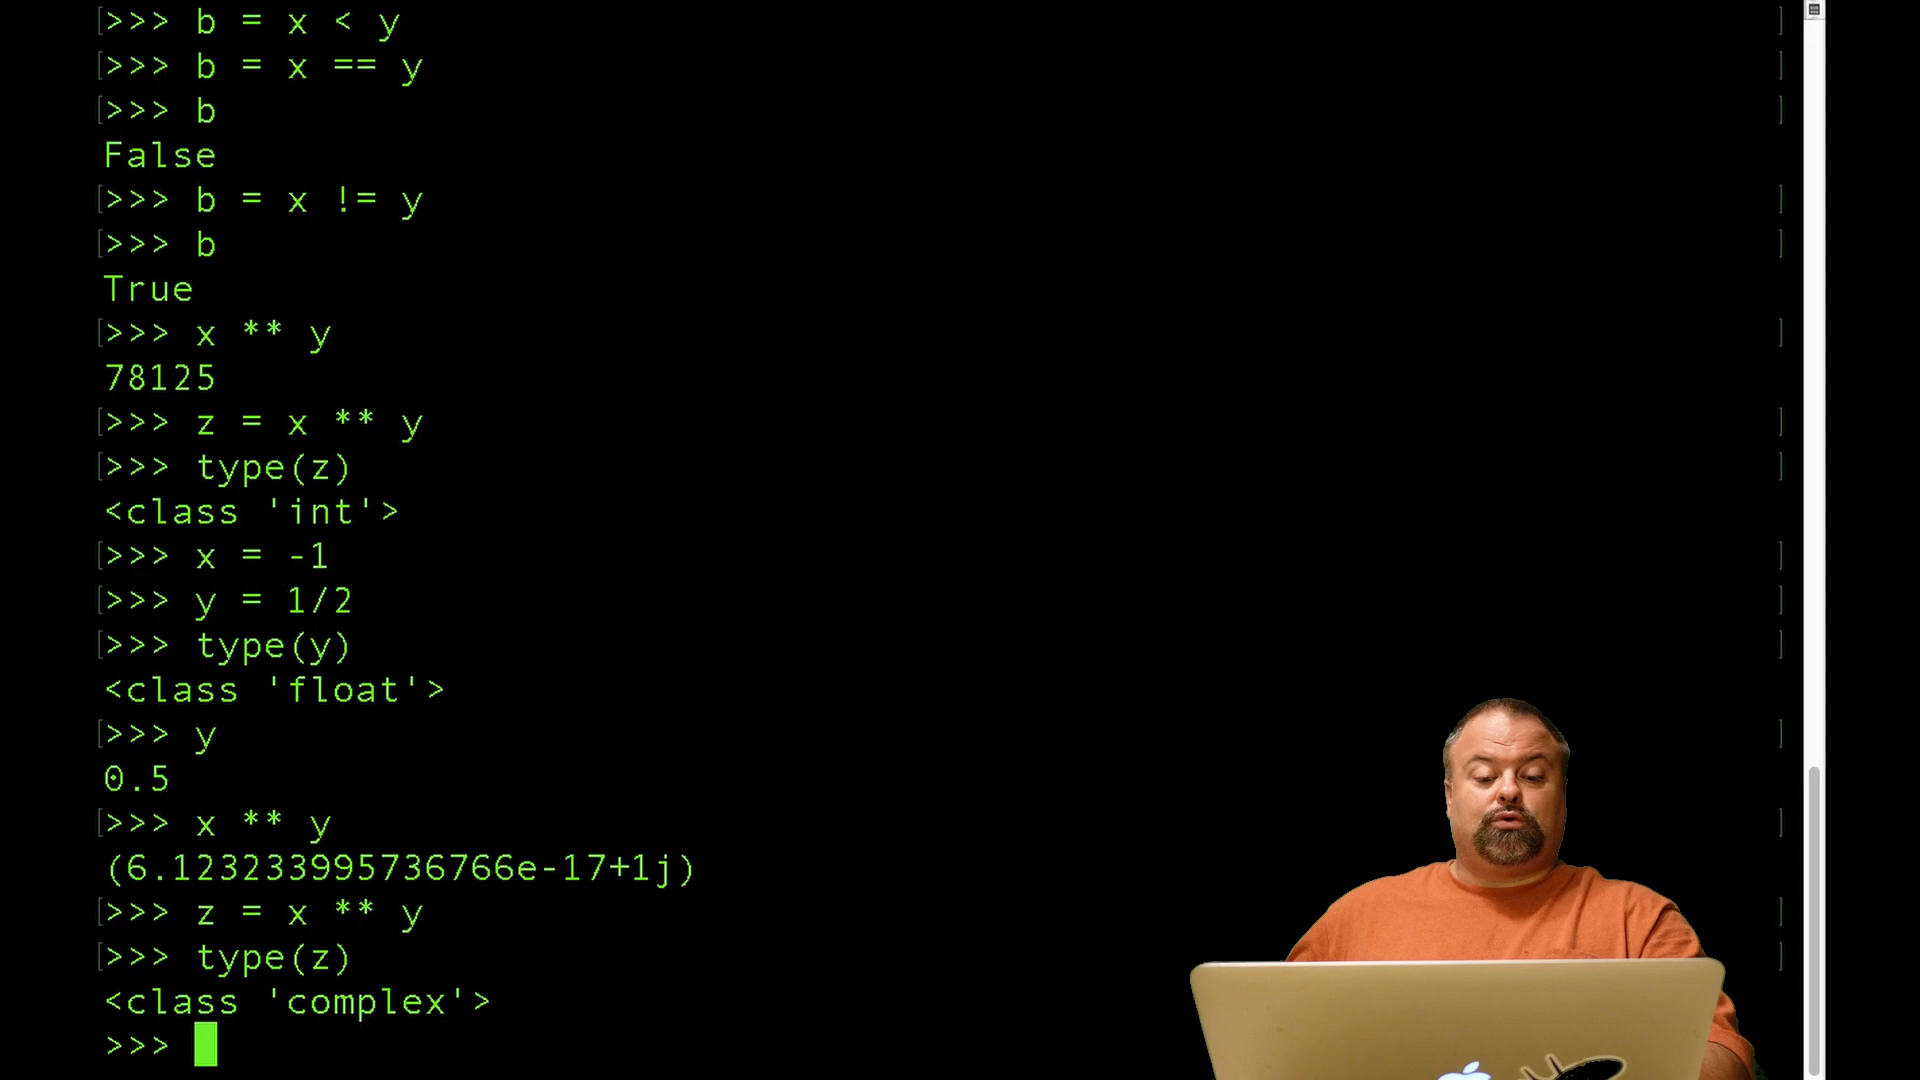 >>> b = x < y
>>> b = x == y
>>> b
False
>>> b = x != y
>>> b
True
>>> x ** y
78125
>>> z = x ** y
>>> type(z)
<class 'int'>
>>> x = -1
>>> y = 1/2
>>> type(y)
<class 'float'>
>>> y
0.5
>>> x ** y
(6.123233995736766e-17+1j)
>>> z = x ** y
>>> type(z)
<class 'complex'>
>>>